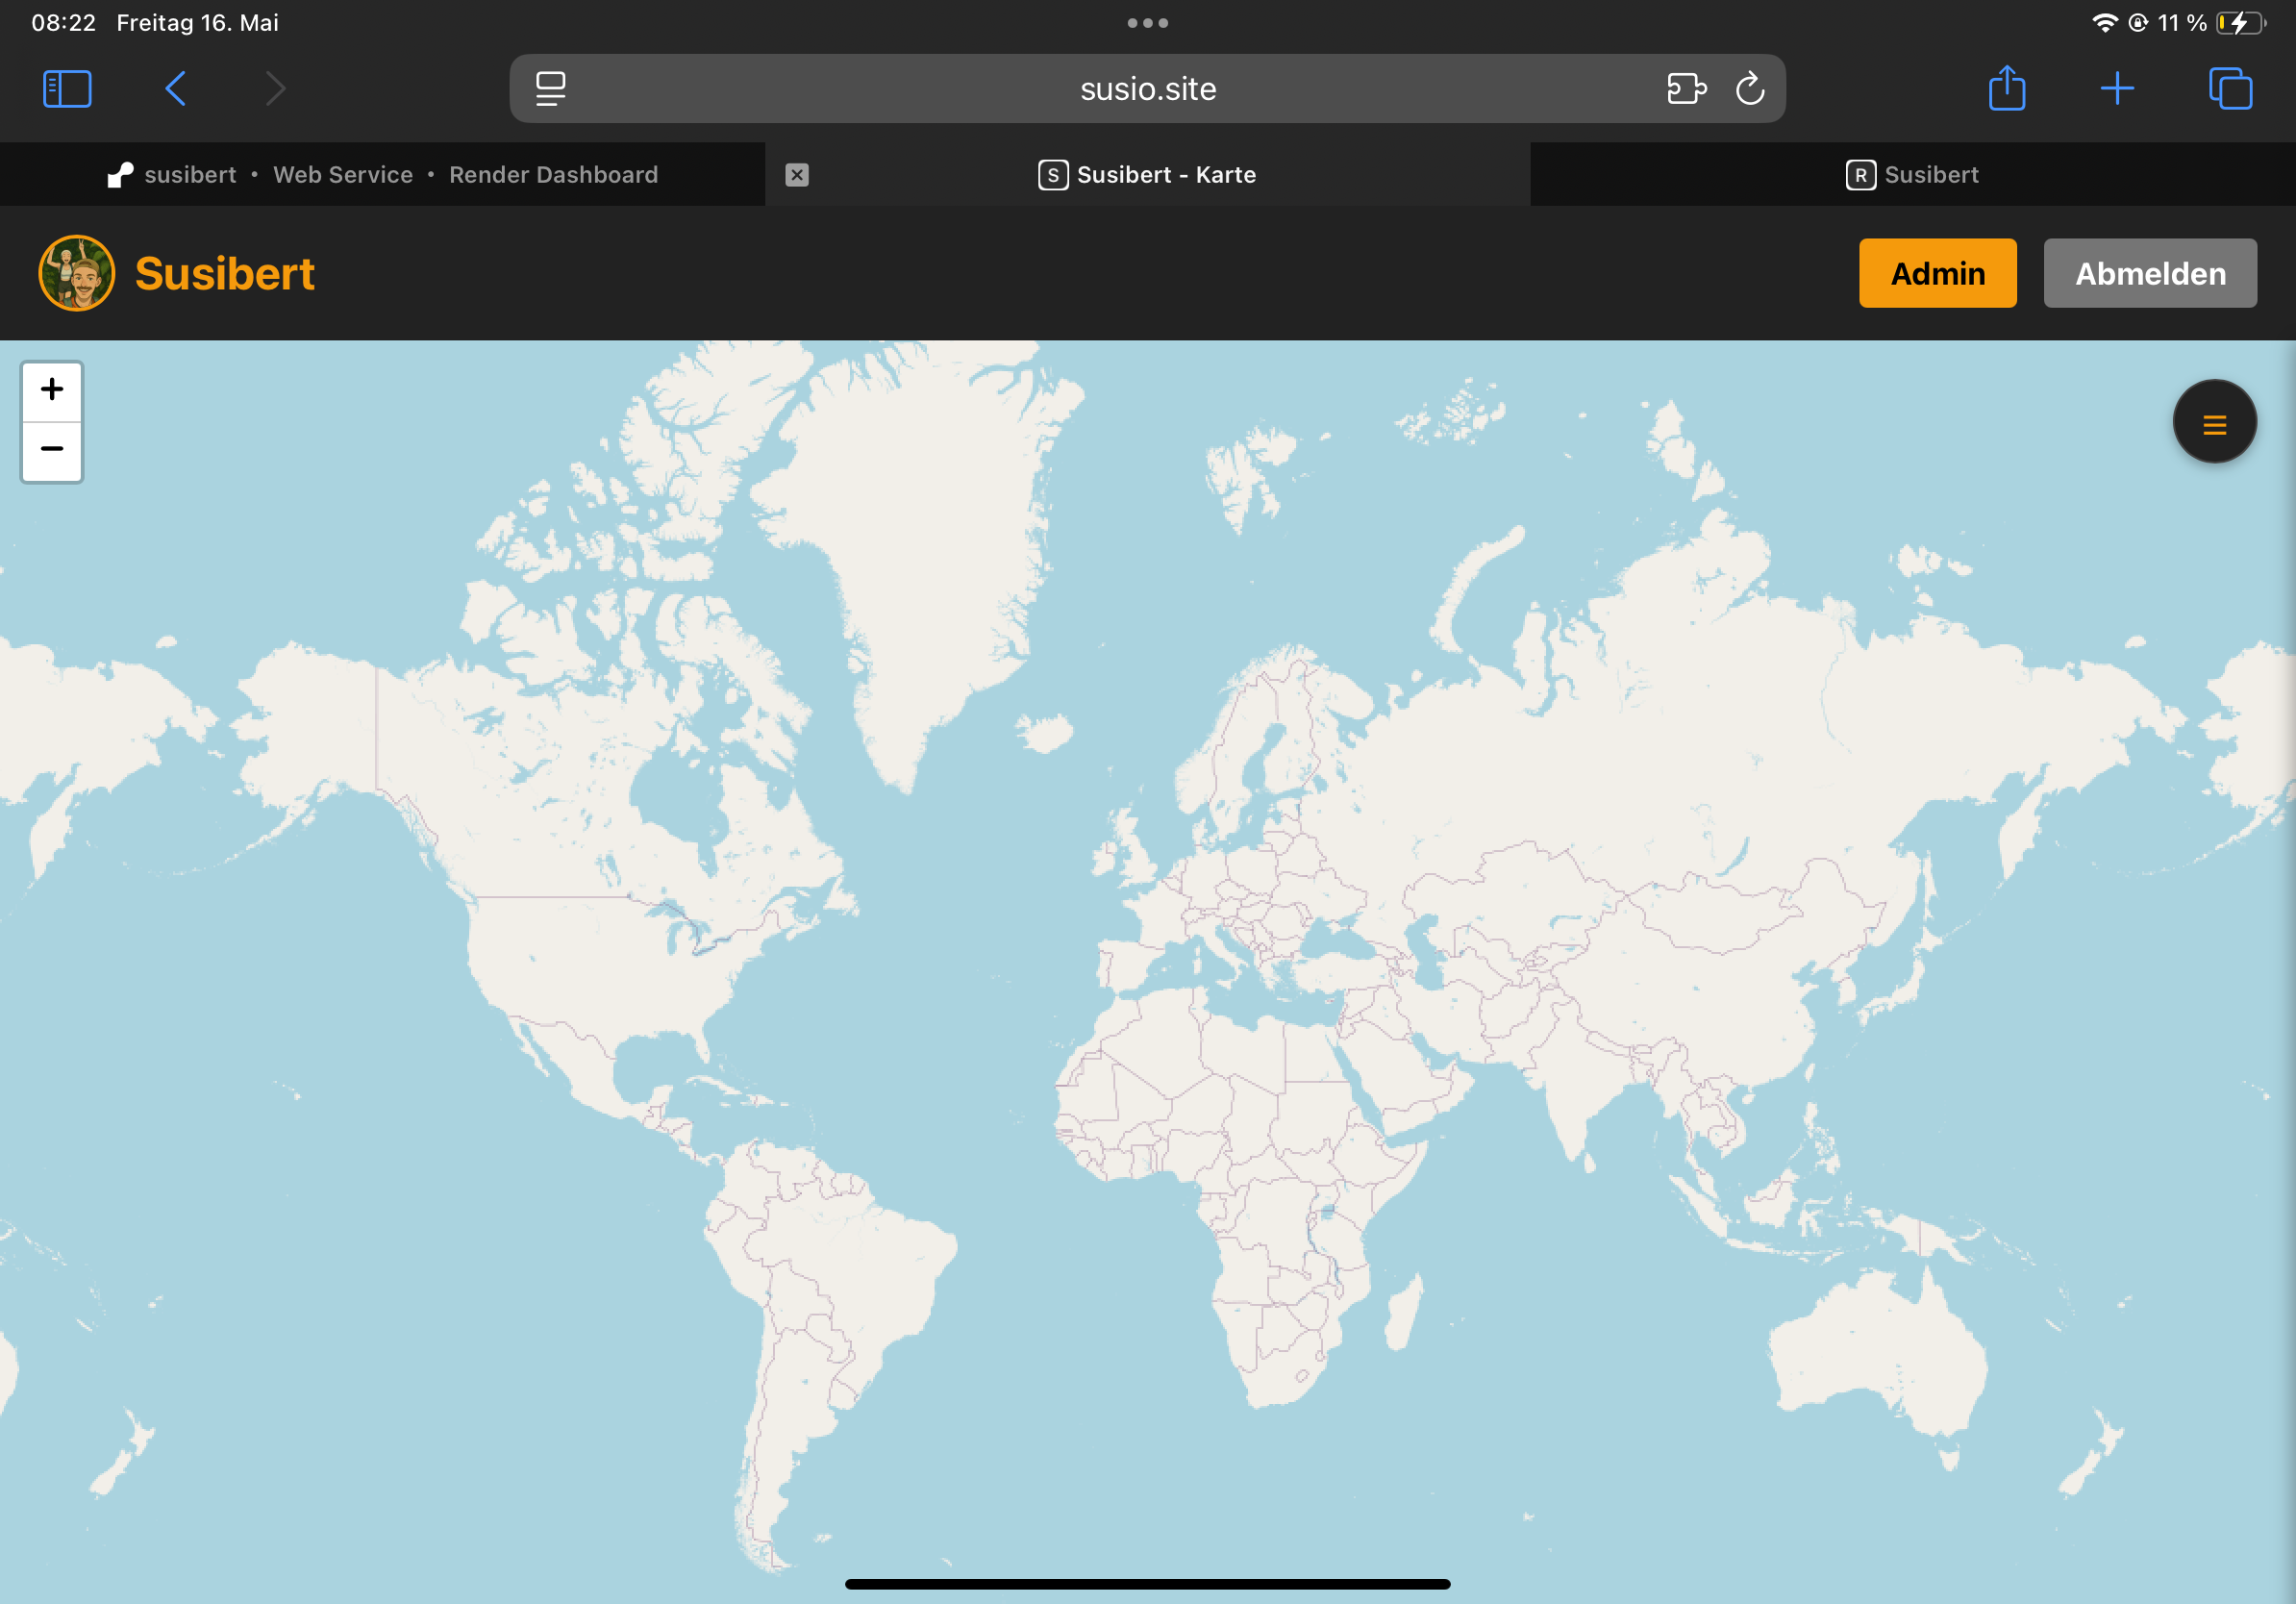 08:22 Freitag 16. Mai
11 %
susio.site
susibert • Web Service • Render Dashboard
S Susibert - Karte
R Susibert
Susibert
Admin
Abmelden
+
−